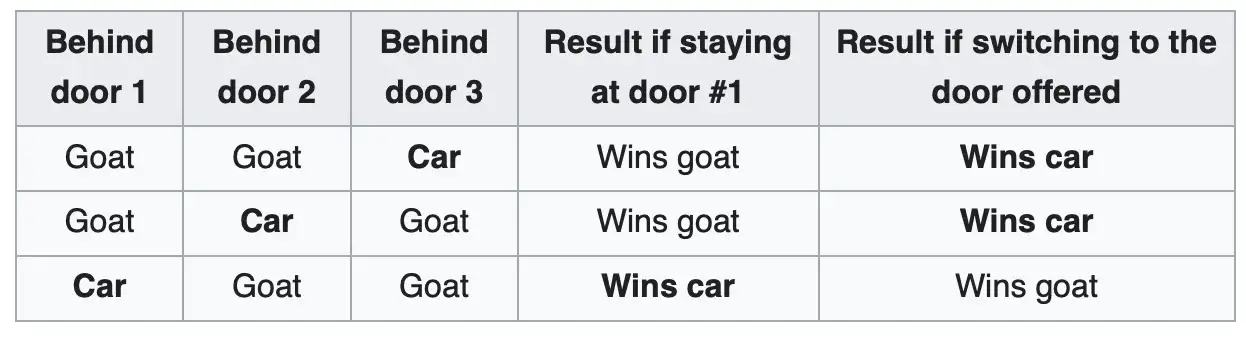 Behind door 1 Behind door 2 Behind door 3 Result if staying at door #1 Result if switching to the door offered
Goat Goat Car Wins goat Wins car
Goat Car Goat Wins goat Wins car
Car Goat Goat Wins car Wins goat